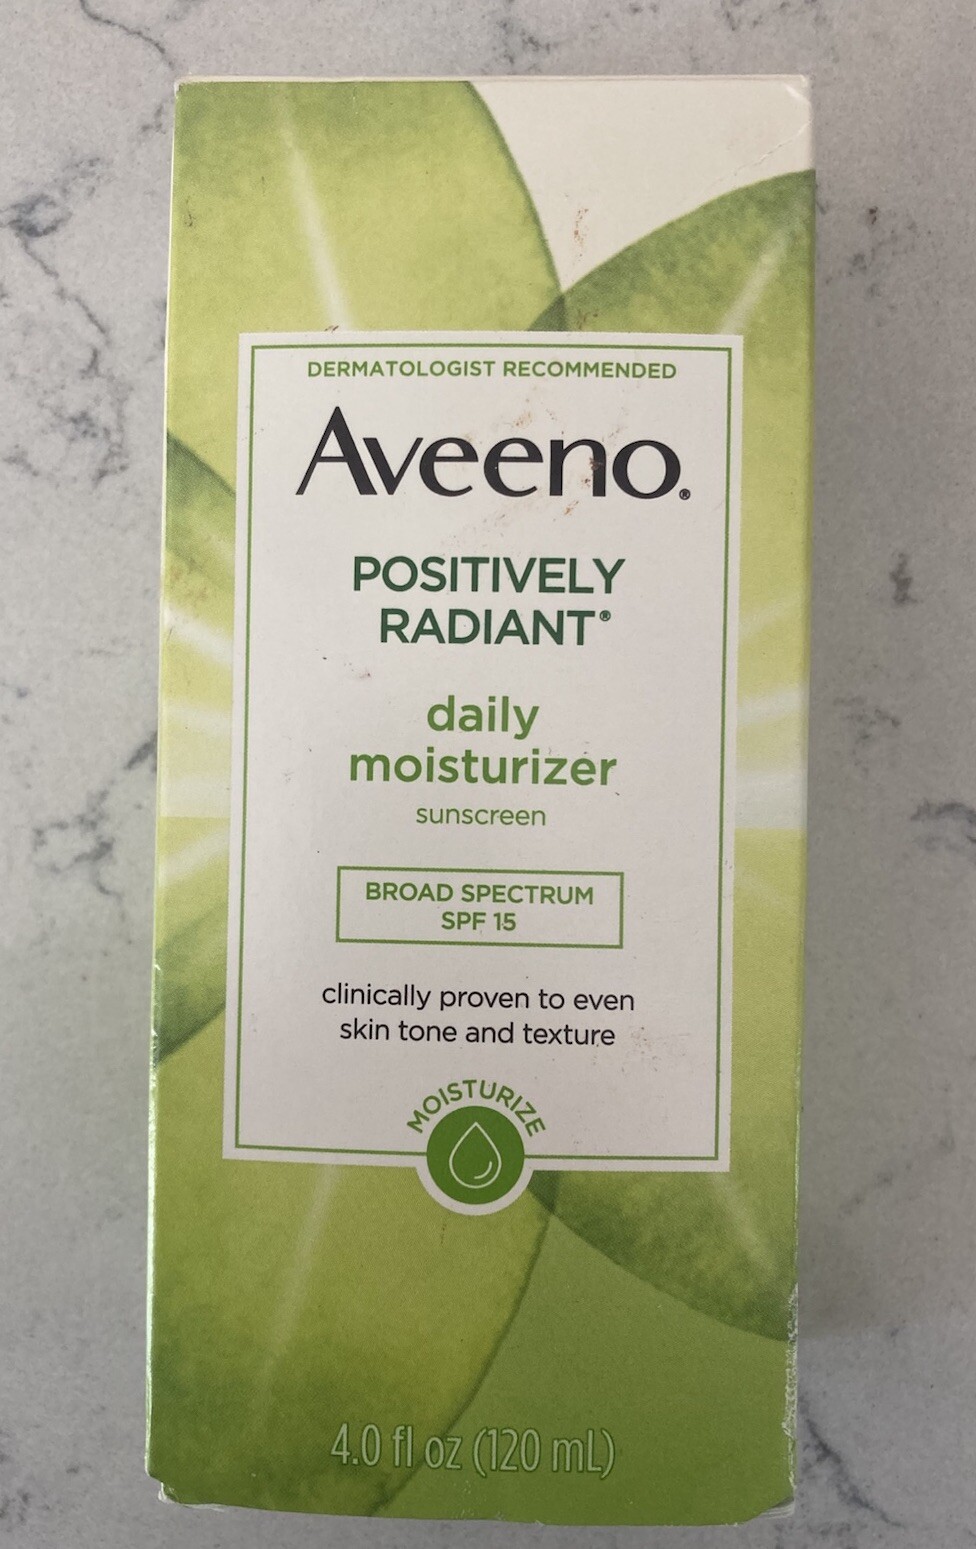 DERMATOLOGIST RECOMMENDED
Aveeno®
POSITIVELY
RADIANT®
daily
moisturizer
sunscreen
BROAD SPECTRUM
SPF 15
clinically proven to even
skin tone and texture
MOISTURIZE
4.0 fl oz (120 mL)